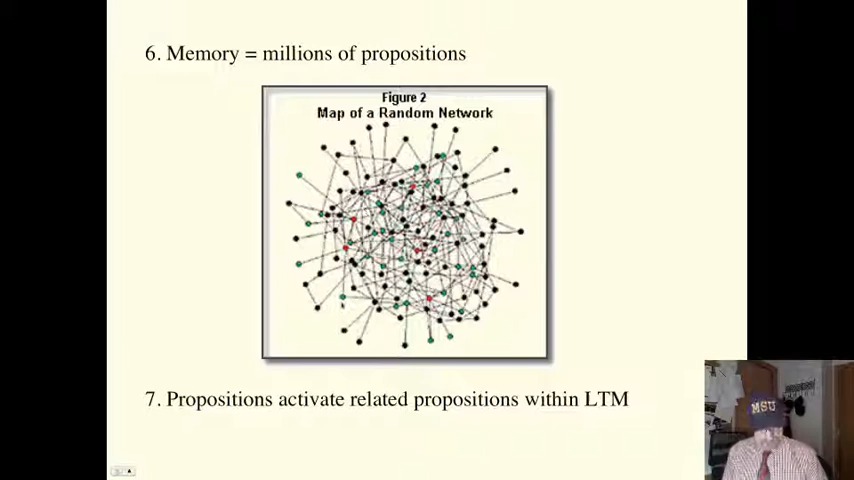 6. Memory = millions of propositions
Figure 2
Map of a Random Network
7. Propositions activate related propositions within LTM
MSU